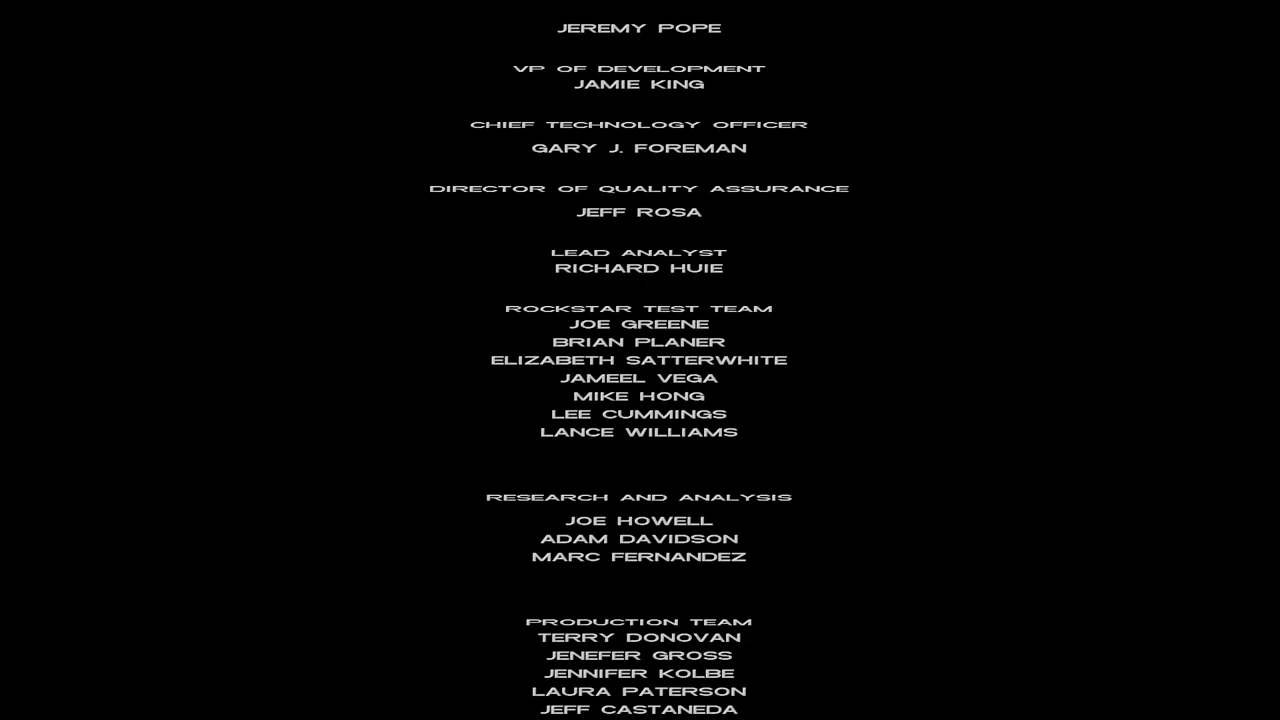 JEREMY POPE
VP OF DEVELOPMENT
JAMIE KING
CHIEF TECHNOLOGY OFFICER
GARY J. FOREMAN
DIRECTOR OF QUALITY ASSURANCE
JEFF ROSA
LEAD ANALYST
RICHARD HUIE
ROCKSTAR TEST TEAM
JOE GREENE
BRIAN PLANER
ELIZABETH SATTERWHITE
JAMEEL VEGA
MIKE HONG
LEE CUMMINGS
LANCE WILLIAMS
RESEARCH AND ANALYSIS
JOE HOWELL
ADAM DAVIDSON
MARC FERNANDEZ
PRODUCTION TEAM
TERRY DONOVAN
JENEFER GROSS
JENNIFER KOLBE
LAURA PATERSON
JEFF CASTANEDA